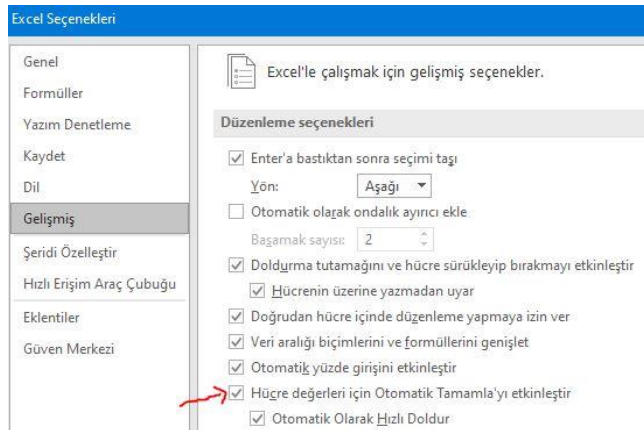 Excel Seçenekleri
Genel
Formüller
Yazım Denetleme
Kaydet
Dil
Gelişmiş
Şeridi Özelleştir
Hızlı Erişim Araç Çubuğu
Eklentiler
Güven Merkezi
Excel'le çalışmak için gelişmiş seçenekler.
Düzenleme seçenekleri
Enter'a bastıktan sonra seçimi taşı
Yön: Aşağı
Otomatik olarak ondalık ayırıcı ekle
Başamak sayısı: 2
Doldurma tutamağını ve hücre sürükleyip bırakmayı etkinleştir
Hücrenin üzerine yazmadan uyar
Doğrudan hücre içinde düzenleme yapmaya izin ver
Veri aralığı biçimlerini ve formüllerini genişlet
Otomatik yüzde girişini etkinleştir
Hücre değerleri için Otomatik Tamamla'yı etkinleştir
Otomatik Olarak Hızlı Doldur